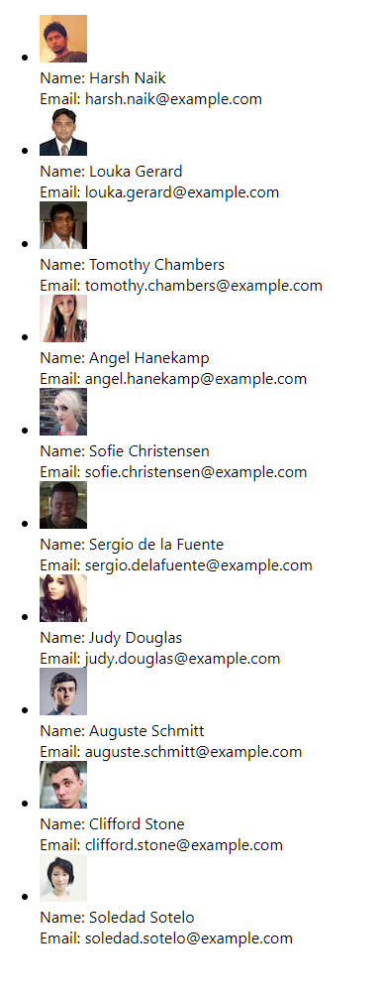 Name: Harsh Naik
Email: harsh.naik@example.com
Name: Louka Gerard
Email: louka.gerard@example.com
Name: Tomothy Chambers
Email: tomothy.chambers@example.com
Name: Angel Hanekamp
Email: angel.hanekamp@example.com
Name: Sofie Christensen
Email: sofie.christensen@example.com
Name: Sergio de la Fuente
Email: sergio.delafuente@example.com
Name: Judy Douglas
Email: judy.douglas@example.com
Name: Auguste Schmitt
Email: auguste.schmitt@example.com
Name: Clifford Stone
Email: clifford.stone@example.com
Name: Soledad Sotelo
Email: soledad.sotelo@example.com